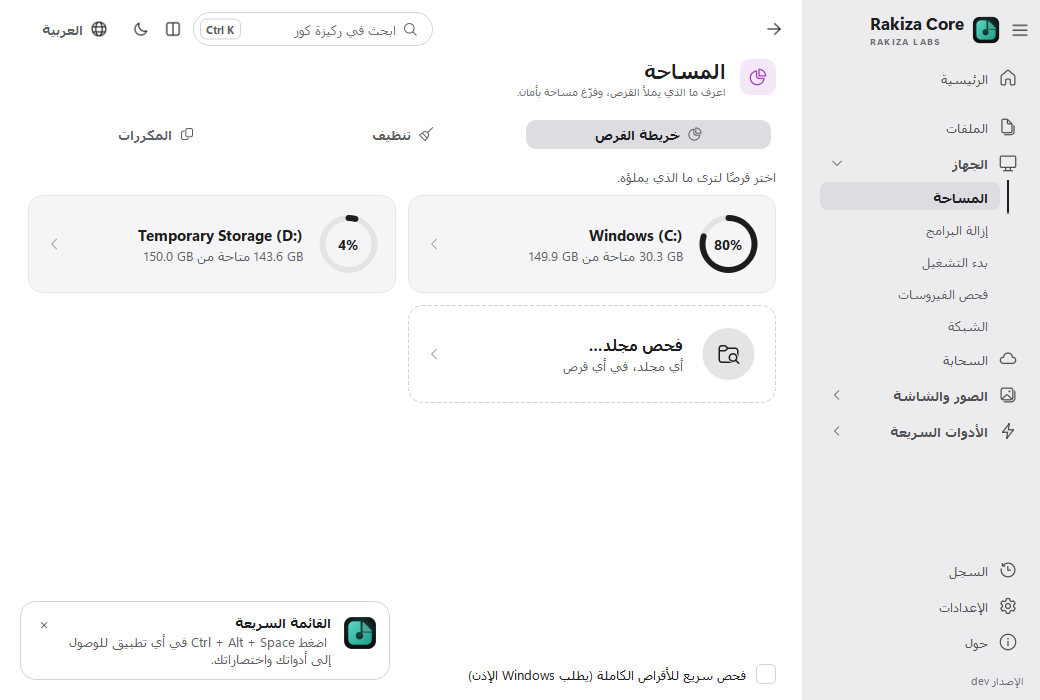 Rakiza Core
RAKIZA LABS
الرئيسية
الملفات
الجهاز
المساحة
إزالة البرامج
بدء التشغيل
فحص الفيروسات
الشبكة
السحابة
الصور والشاشة
الأدوات السريعة
السجل
الإعدادات
حول
الإصدار dev
ابحث في ركيزة كور
Ctrl K
العربية
المساحة
اعرف ما الذي يملأ القرص، وفرّغ مساحة بأمان.
خريطة القرص
تنظيف
المكررات
اختر قرصًا لترى ما الذي يملؤه.
80%
Windows (C:)
30.3 GB متاحة من 149.9 GB
4%
Temporary Storage (D:)
143.6 GB متاحة من 150.0 GB
فحص مجلد...
أي مجلد، في أي قرص
فحص سريع للأقراص الكاملة (يطلب Windows الإذن)
القائمة السريعة
اضغط Ctrl + Alt + Space في أي تطبيق للوصول
إلى أدواتك واختصاراتك.